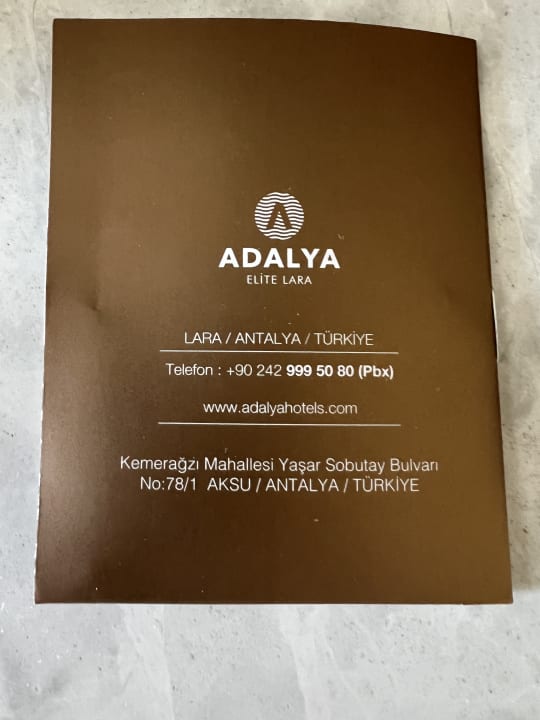 A
ADALYA
ELİTE LARA
LARA / ANTALYA / TÜRKİYE
Telefon : +90 242 999 50 80 (Pbx)
www.adalyahotels.com
Kemerağzı Mahallesi Yaşar Sobutay Bulvarı
No:78/1 AKSU / ANTALYA / TÜRKİYE